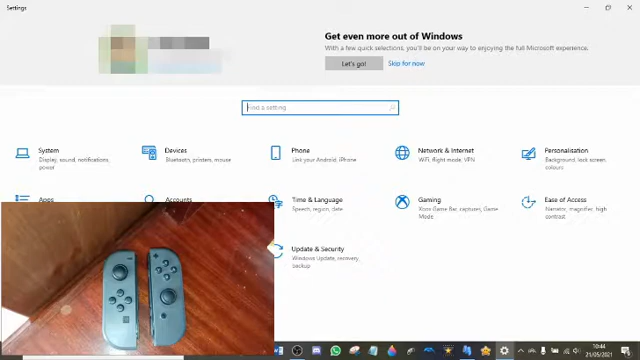 Settings
Get even more out of Windows
With a few quick selections, you'll be on your way to enjoying the full Microsoft experience.
Let's go!
Skip for now
Find a setting
System
Display, sound, notifications, power
Devices
Bluetooth, printers, mouse
Phone
Link your Android, iPhone
Network & Internet
WiFi, flight mode, VPN
Personalisation
Background, lock screen, colours
Apps
Accounts
Time & Language
Speech, region, date
Gaming
Xbox Game Bar, captures, Game Mode
Ease of Access
Narrator, magnifier, high contrast
Update & Security
Windows Update, recovery, backup
10:44
21/05/2021